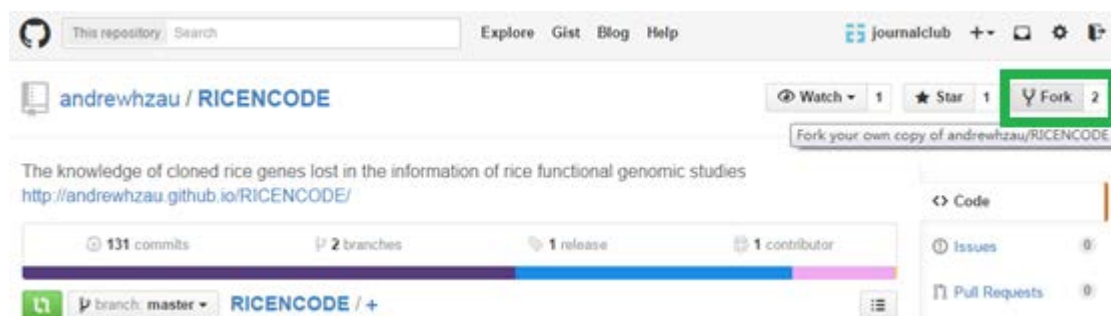 This repository Search Explore Gist Blog Help journalclub +
andrewhzau / RICENCODE Watch 1 Star 1 Fork 2
Fork your own copy of andrewhzau/RICENCODE
The knowledge of cloned rice genes lost in the information of rice functional genomic studies
http://andrewhzau.github.io/RICENCODE/
<> Code
131 commits 2 branches 1 release 1 contributor
Issues 0
branch: master RICENCODE / +
Pull Requests 0